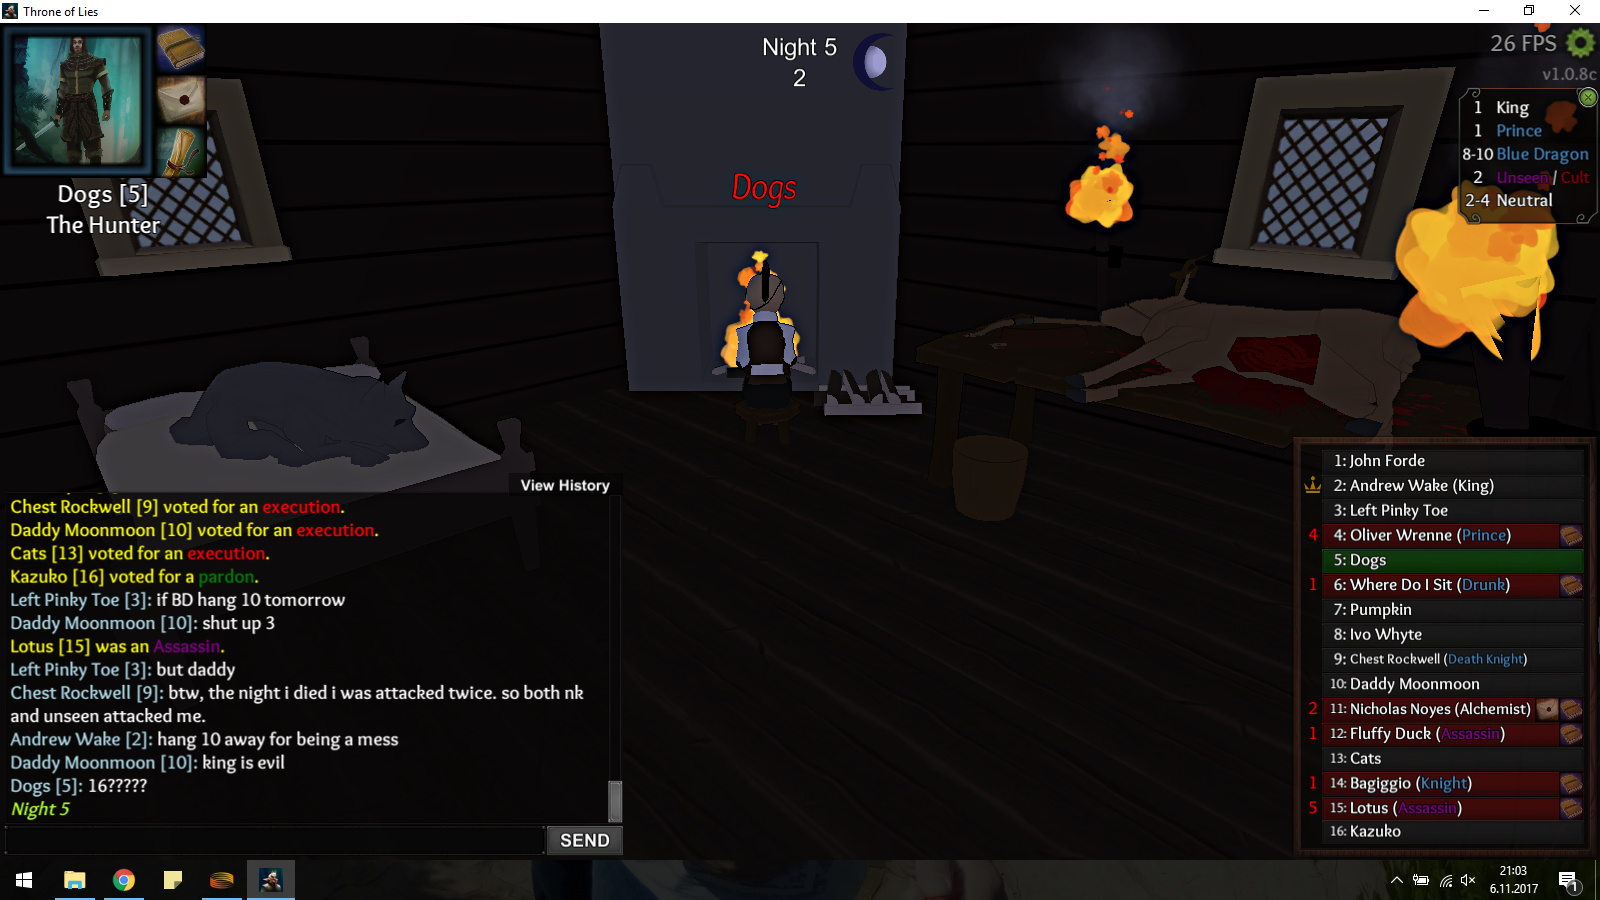 Throne of Lies
Night 5
2
26 FPS
v1.0.8c
1 King
1 Prince
8-10 Blue Dragon
2 Unseen / Cult
2-4 Neutral
Dogs [5]
The Hunter
Dogs
View History
Chest Rockwell [9] voted for an execution.
Daddy Moonmoon [10] voted for an execution.
Cats [13] voted for an execution.
Kazuko [16] voted for a pardon.
Left Pinky Toe [3]: if BD hang 10 tomorrow
Daddy Moonmoon [10]: shut up 3
Lotus [15] was an Assassin.
Left Pinky Toe [3]: but daddy
Chest Rockwell [9]: btw, the night i died i was attacked twice. so both nk
and unseen attacked me.
Andrew Wake [2]: hang 10 away for being a mess
Daddy Moonmoon [10]: king is evil
Dogs [5]: 16?????
Night 5
SEND
1: John Forde
2: Andrew Wake (King)
3: Left Pinky Toe
4 4: Oliver Wrenne (Prince)
5: Dogs
1 6: Where Do I Sit (Drunk)
7: Pumpkin
8: Ivo Whyte
9: Chest Rockwell (Death Knight)
10: Daddy Moonmoon
2 11: Nicholas Noyes (Alchemist)
1 12: Fluffy Duck (Assassin)
13: Cats
1 14: Bagiggio (Knight)
5 15: Lotus (Assassin)
16: Kazuko
21:03
6.11.2017
1